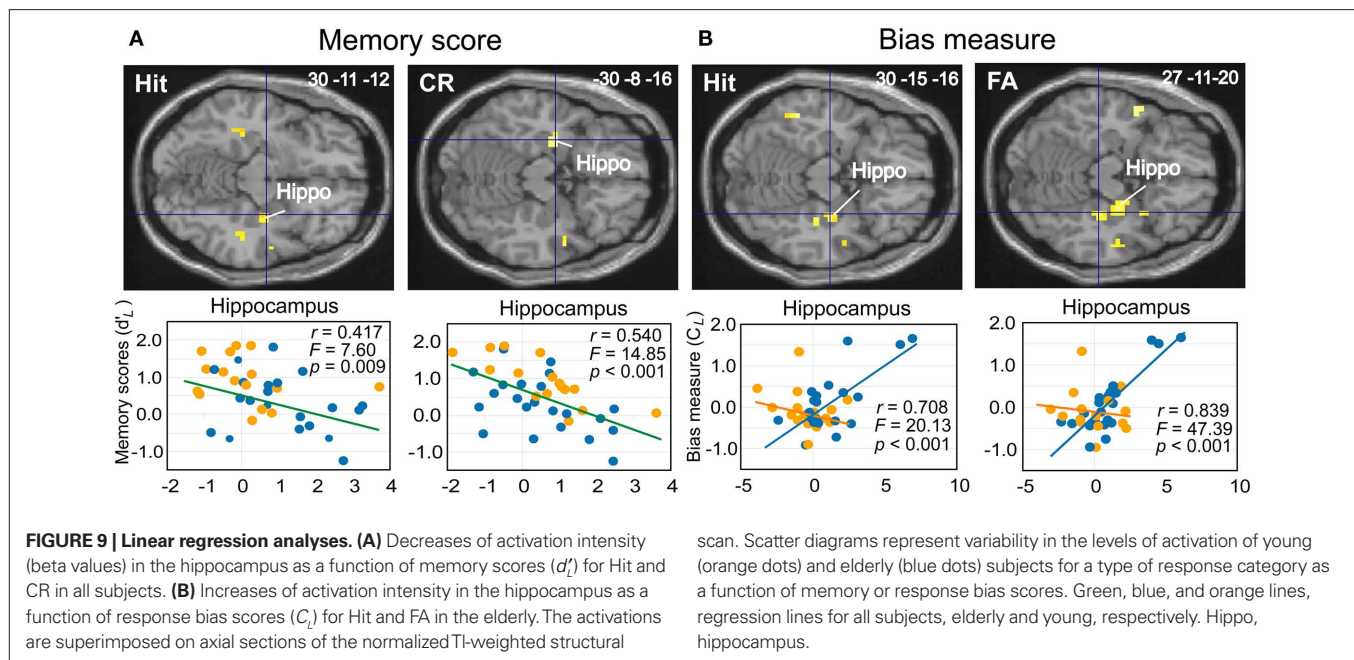 A Memory score
B Bias measure
Hit 30 -11 -12
CR -30 -8 -16
Hit 30 -15 -16
FA 27 -11-20
Hippo
Hippo
Hippo
Hippo
Hippocampus
Hippocampus
Hippocampus
Hippocampus
Memory scores (d'L)
2.0
1.0
0.0
-1.0
r = 0.417
F = 7.60
p = 0.009
-2 -1 0 1 2 3 4
2.0
1.0
0.0
-1.0
r = 0.540
F = 14.85
p < 0.001
-2 0 2 4
Bias measure (CL)
2.0
1.0
0.0
-1.0
r = 0.708
F = 20.13
p < 0.001
-5 0 5 10
2.0
1.0
0.0
-1.0
r = 0.839
F = 47.39
p < 0.001
-5 0 5 10
FIGURE 9 | Linear regression analyses. (A) Decreases of activation intensity
(beta values) in the hippocampus as a function of memory scores (d'L) for Hit and
CR in all subjects. (B) Increases of activation intensity in the hippocampus as a
function of response bias scores (CL) for Hit and FA in the elderly. The activations
are superimposed on axial sections of the normalized TI-weighted structural
scan. Scatter diagrams represent variability in the levels of activation of young
(orange dots) and elderly (blue dots) subjects for a type of response category as
a function of memory or response bias scores. Green, blue, and orange lines,
regression lines for all subjects, elderly and young, respectively. Hippo,
hippocampus.